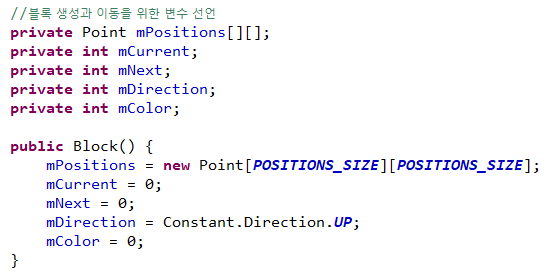 //블록 생성과 이동을 위한 변수 선언
private Point mPositions[][];
private int mCurrent;
private int mNext;
private int mDirection;
private int mColor;
public Block() {
mPositions = new Point[POSITIONS_SIZE][POSITIONS_SIZE];
mCurrent = 0;
mNext = 0;
mDirection = Constant.Direction.UP;
mColor = 0;
}